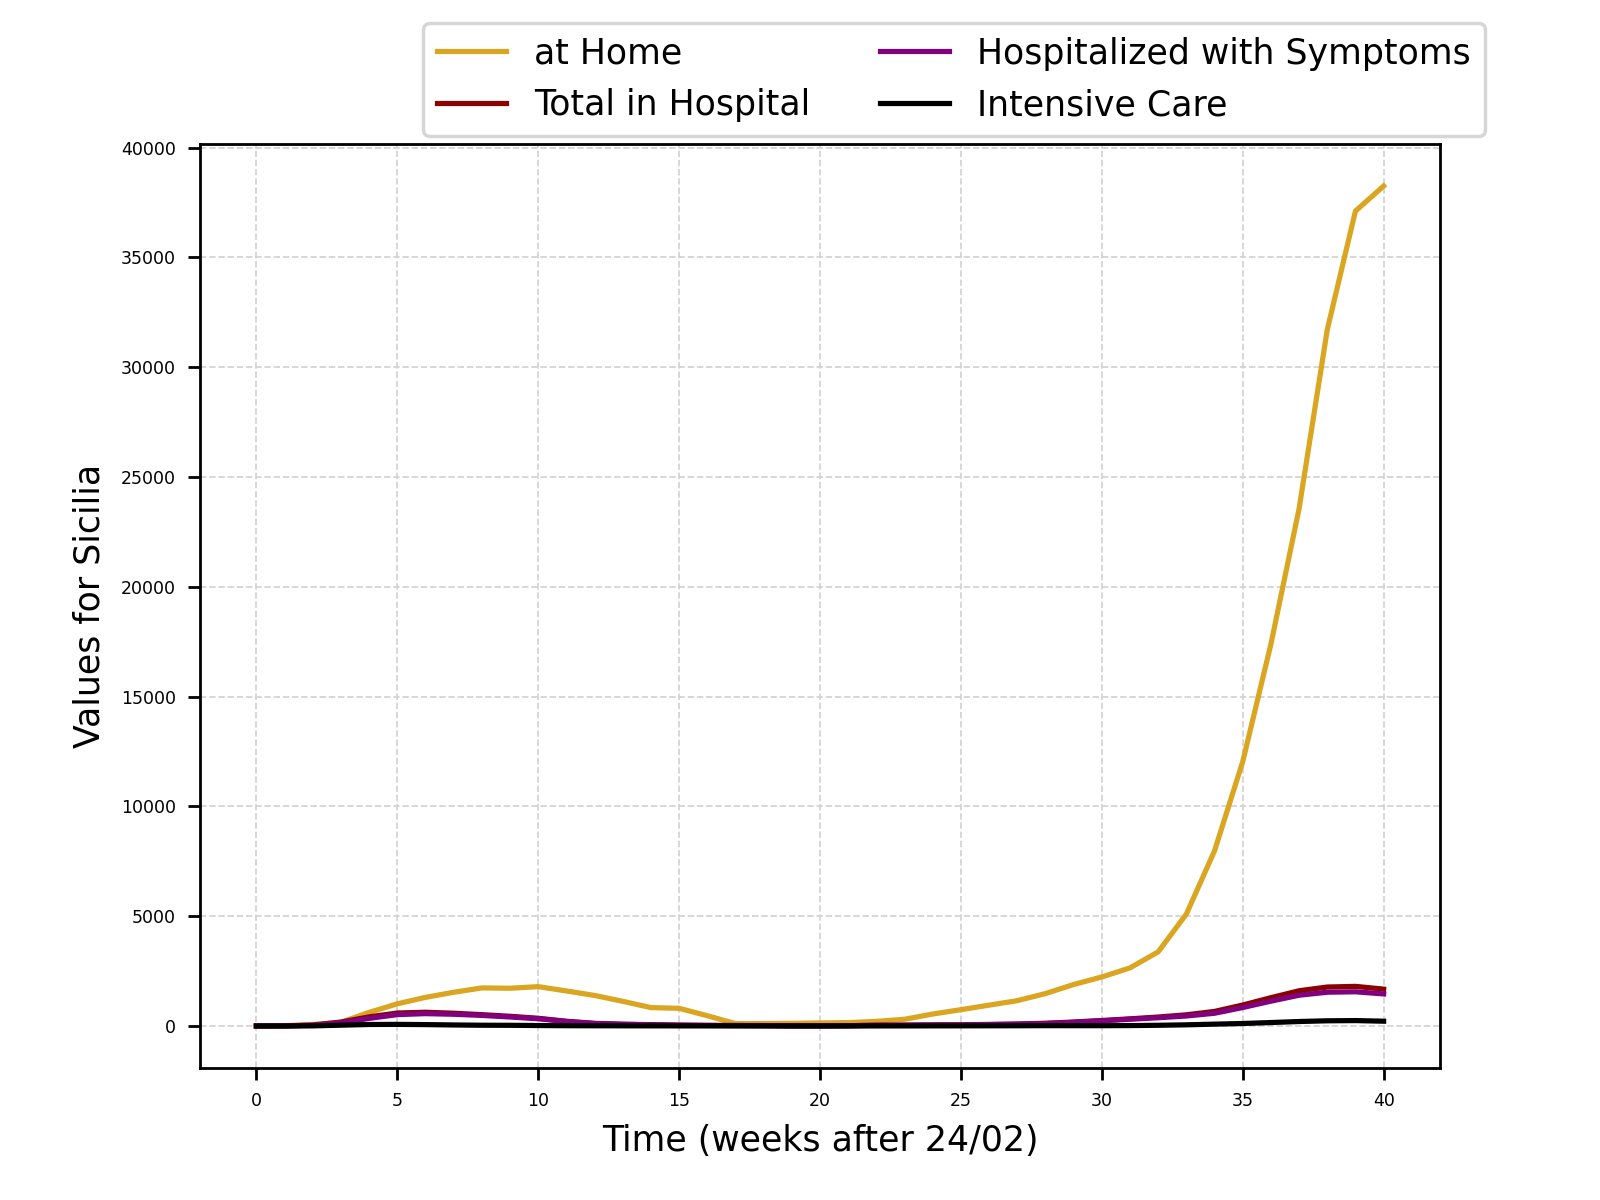 at Home
Total in Hospital
Hospitalized with Symptoms
Intensive Care
Values for Sicilia
40000
35000
30000
25000
20000
15000
10000
5000
0
0 5 10 15 20 25 30 35 40
Time (weeks after 24/02)